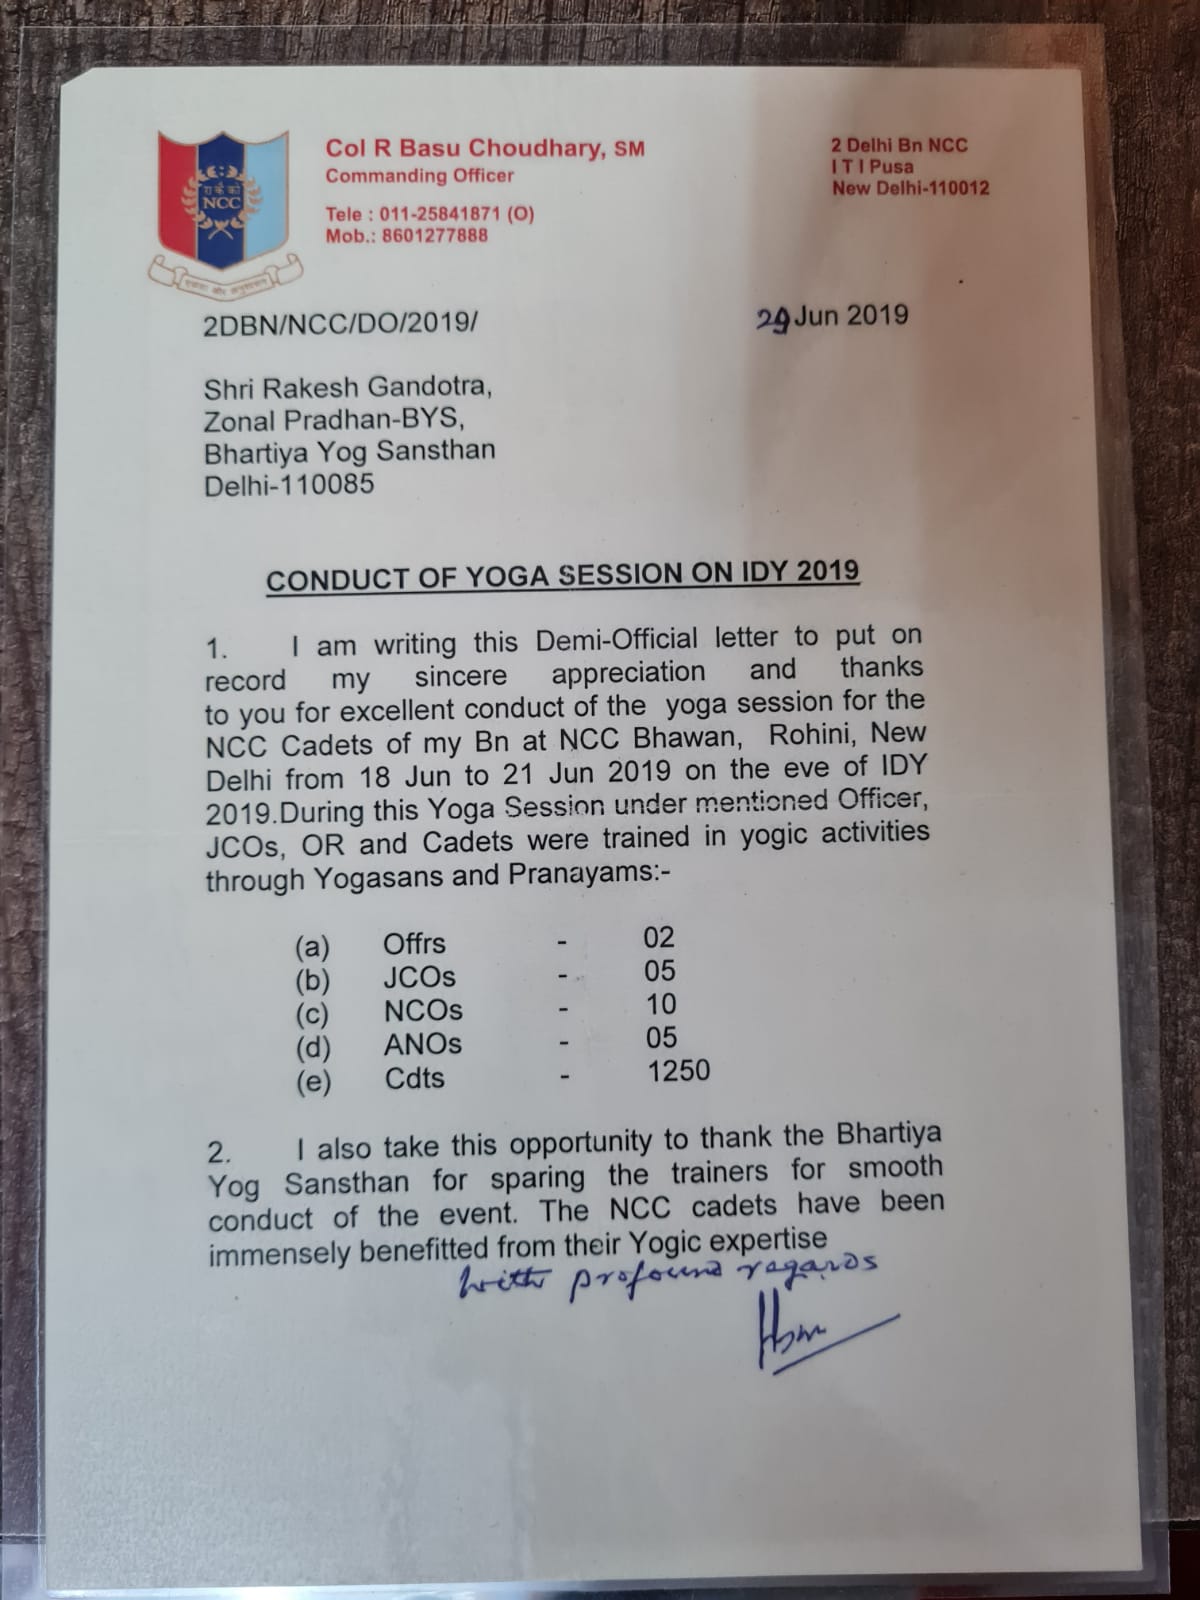 रा कै को
NCC
एकता और अनुशासन
Col R Basu Choudhary, SM
Commanding Officer
Tele : 011-25841871 (O)
Mob.: 8601277888
2 Delhi Bn NCC
I T I Pusa
New Delhi-110012
2DBN/NCC/DO/2019/
29 Jun 2019
Shri Rakesh Gandotra,
Zonal Pradhan-BYS,
Bhartiya Yog Sansthan
Delhi-110085
CONDUCT OF YOGA SESSION ON IDY 2019
1. I am writing this Demi-Official letter to put on
record my sincere appreciation and thanks
to you for excellent conduct of the yoga session for the
NCC Cadets of my Bn at NCC Bhawan, Rohini, New
Delhi from 18 Jun to 21 Jun 2019 on the eve of IDY
2019.During this Yoga Session under mentioned Officer,
JCOs, OR and Cadets were trained in yogic activities
through Yogasans and Pranayams:-
(a) Offrs - 02
(b) JCOs - 05
(c) NCOs - 10
(d) ANOs - 05
(e) Cdts - 1250
2. I also take this opportunity to thank the Bhartiya
Yog Sansthan for sparing the trainers for smooth
conduct of the event. The NCC cadets have been
immensely benefitted from their Yogic expertise
with profound regards